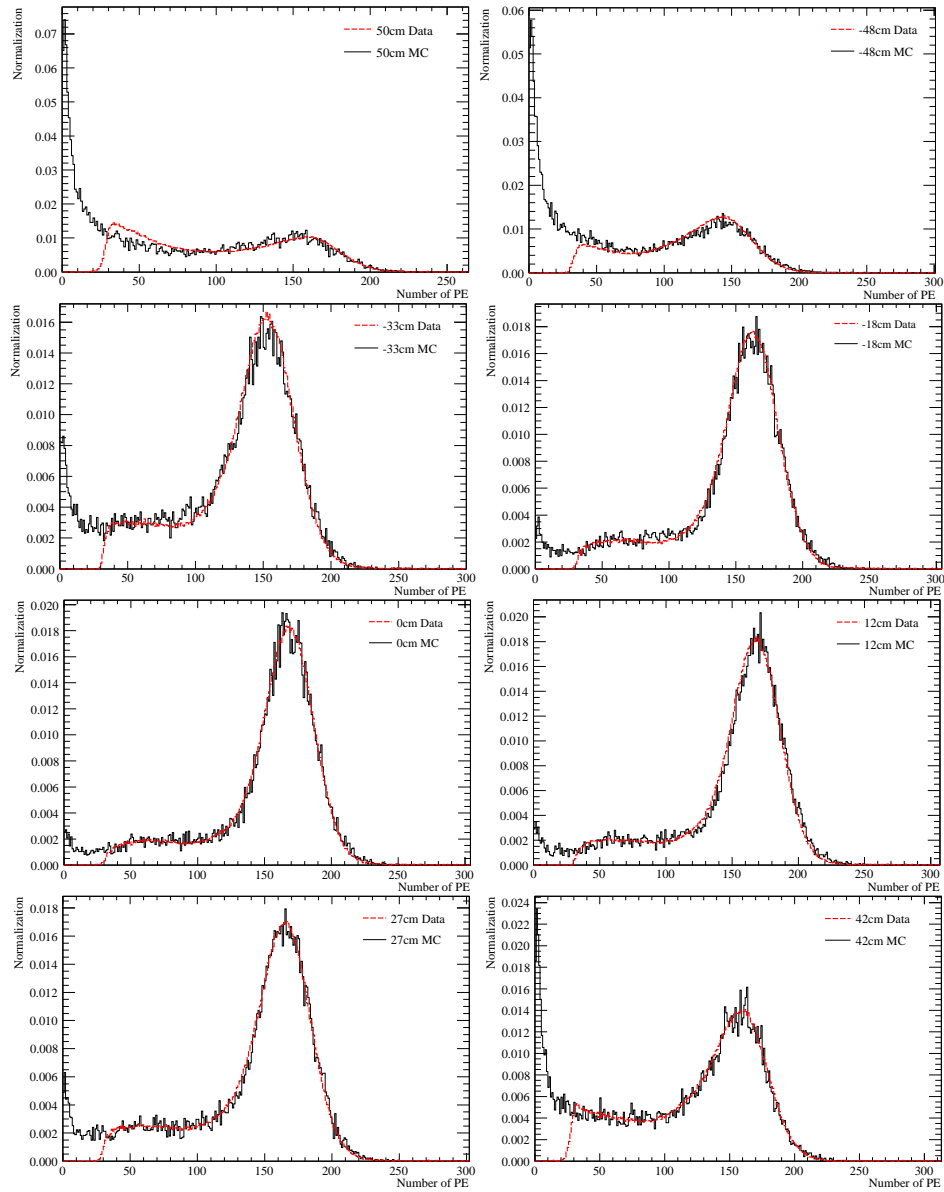 Normalization
50cm Data
50cm MC
0.07
0.06
0.05
0.04
0.03
0.02
0.01
0.00
0 50 100 150 200 250
Number of PE
Normalization
-48cm Data
-48cm MC
0.06
0.05
0.04
0.03
0.02
0.01
0.00
0 50 100 150 200 250 300
Number of PE
Normalization
-33cm Data
-33cm MC
0.016
0.014
0.012
0.010
0.008
0.006
0.004
0.002
0.000
0 50 100 150 200 250 300
Number of PE
Normalization
-18cm Data
-18cm MC
0.018
0.016
0.014
0.012
0.010
0.008
0.006
0.004
0.002
0.000
0 50 100 150 200 250 300
Number of PE
Normalization
0cm Data
0cm MC
0.020
0.018
0.016
0.014
0.012
0.010
0.008
0.006
0.004
0.002
0.000
0 50 100 150 200 250 300
Number of PE
Normalization
12cm Data
12cm MC
0.020
0.018
0.016
0.014
0.012
0.010
0.008
0.006
0.004
0.002
0.000
0 50 100 150 200 250 300
Number of PE
Normalization
27cm Data
27cm MC
0.018
0.016
0.014
0.012
0.010
0.008
0.006
0.004
0.002
0.000
0 50 100 150 200 250 300
Number of PE
Normalization
42cm Data
42cm MC
0.024
0.022
0.020
0.018
0.016
0.014
0.012
0.010
0.008
0.006
0.004
0.002
0.000
0 50 100 150 200 250 300
Number of PE